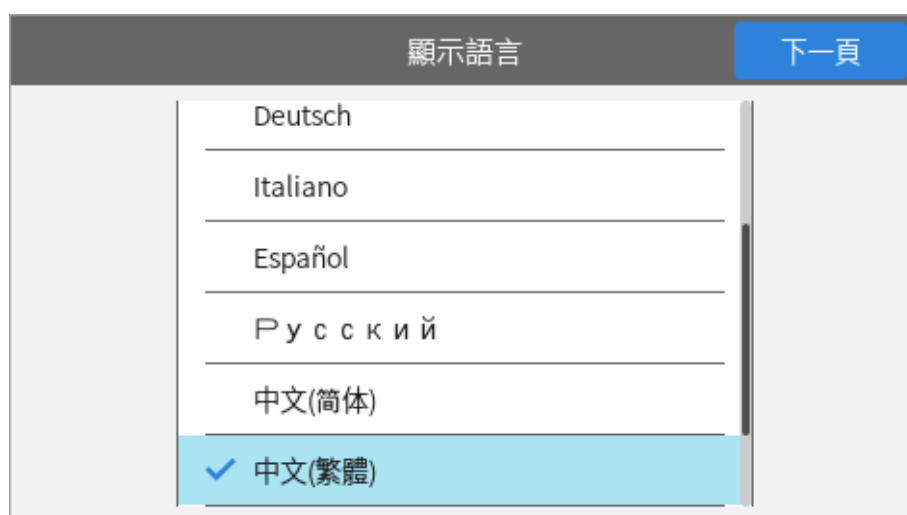 顯示語言
下一頁
Deutsch
Italiano
Español
Русский
中文(简体)
中文(繁體)